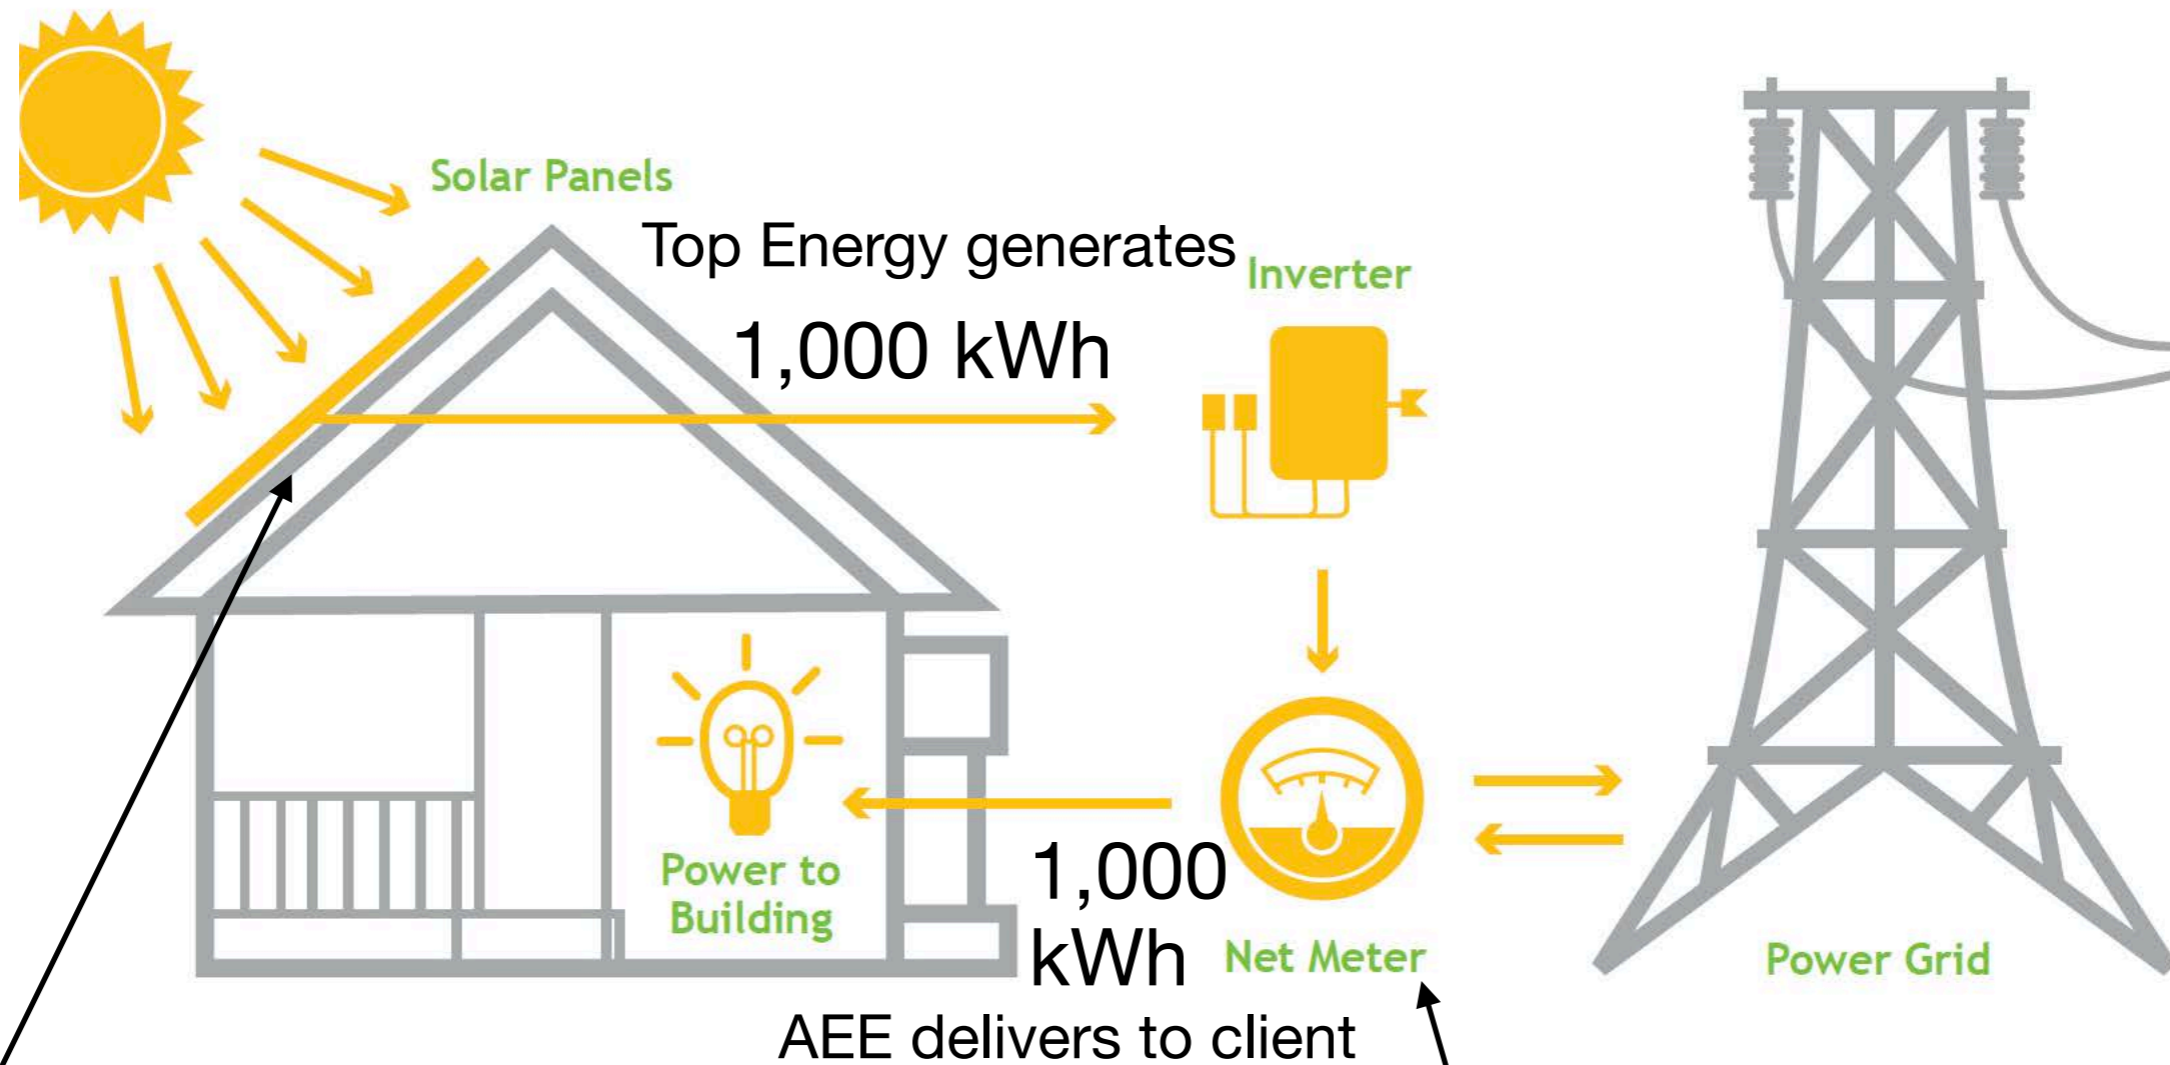 Solar Panels
Top Energy generates
1,000 kWh
Inverter
Power to
Building
1,000
kWh
Net Meter
Power Grid
AEE delivers to client